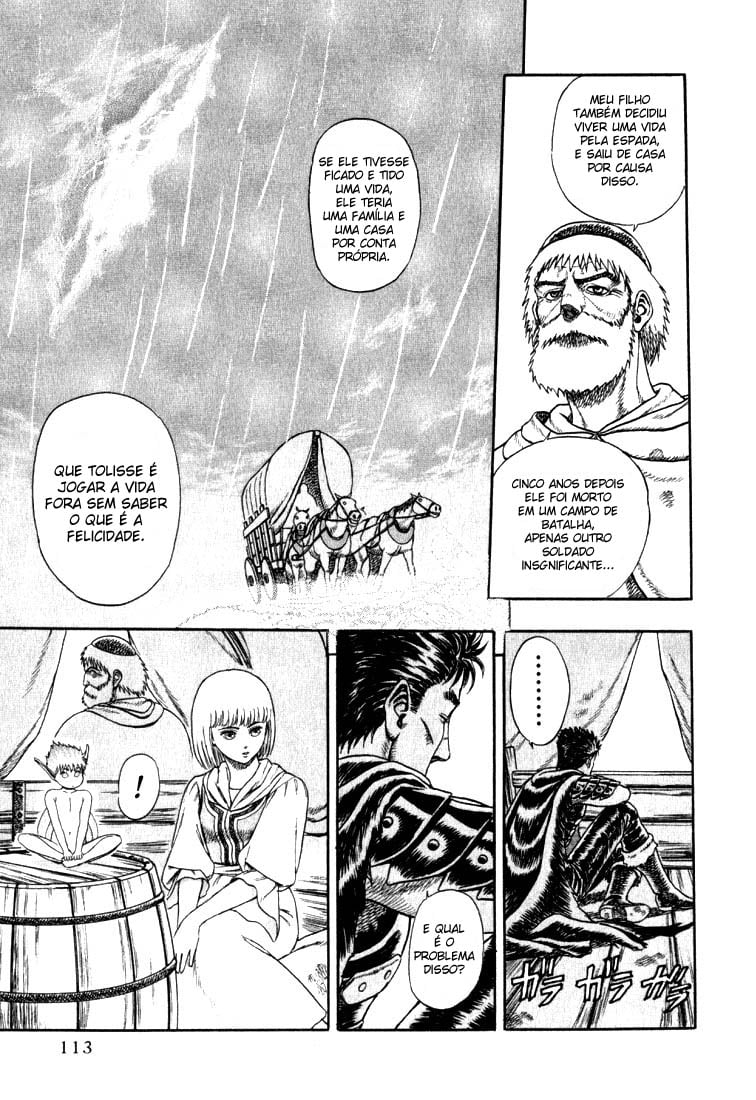 MEU FILHO
TAMBÉM DECIDIU
VIVER UMA VIDA
PELA ESPADA,
E SAIU DE CASA
POR CAUSA
DISSO.
CINCO ANOS DEPOIS
ELE FOI MORTO
EM UM CAMPO DE
BATALHA,
APENAS OUTRO
SOLDADO
INSGNIFICANTE...
SE ELE TIVESSE
FICADO E TIDO
UMA VIDA,
ELE TERIA
UMA FAMÍLIA E
UMA CASA
POR CONTA
PRÓPRIA.
QUE TOLISSE É
JOGAR A VIDA
FORA SEM SABER
O QUE É A
FELICIDADE.
••••••
ガラ ガラ ガラ
E QUAL
É O
PROBLEMA
DISSO?
!
113